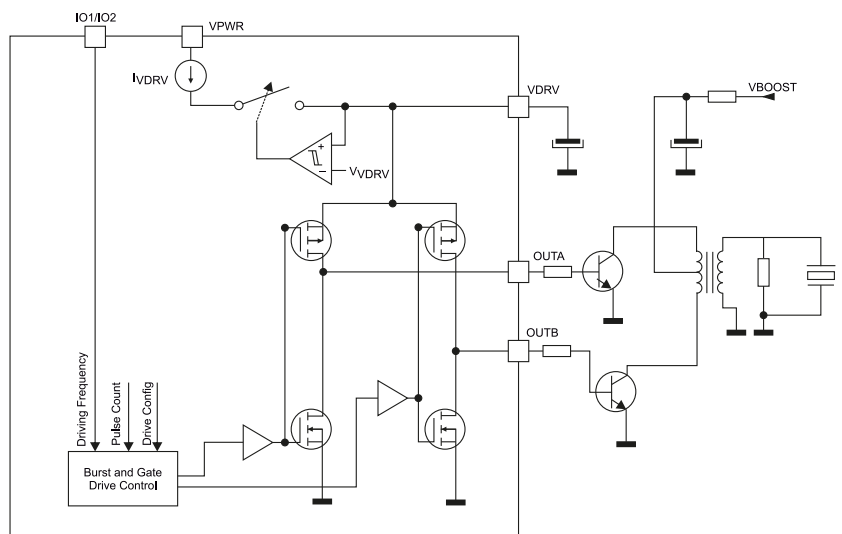 IO1/IO2
VPWR
IVDRV
VDRV
VBOOST
+
–
VVDRV
OUTA
OUTB
Driving Frequency
Pulse Count
Drive Config
Burst and Gate
Drive Control